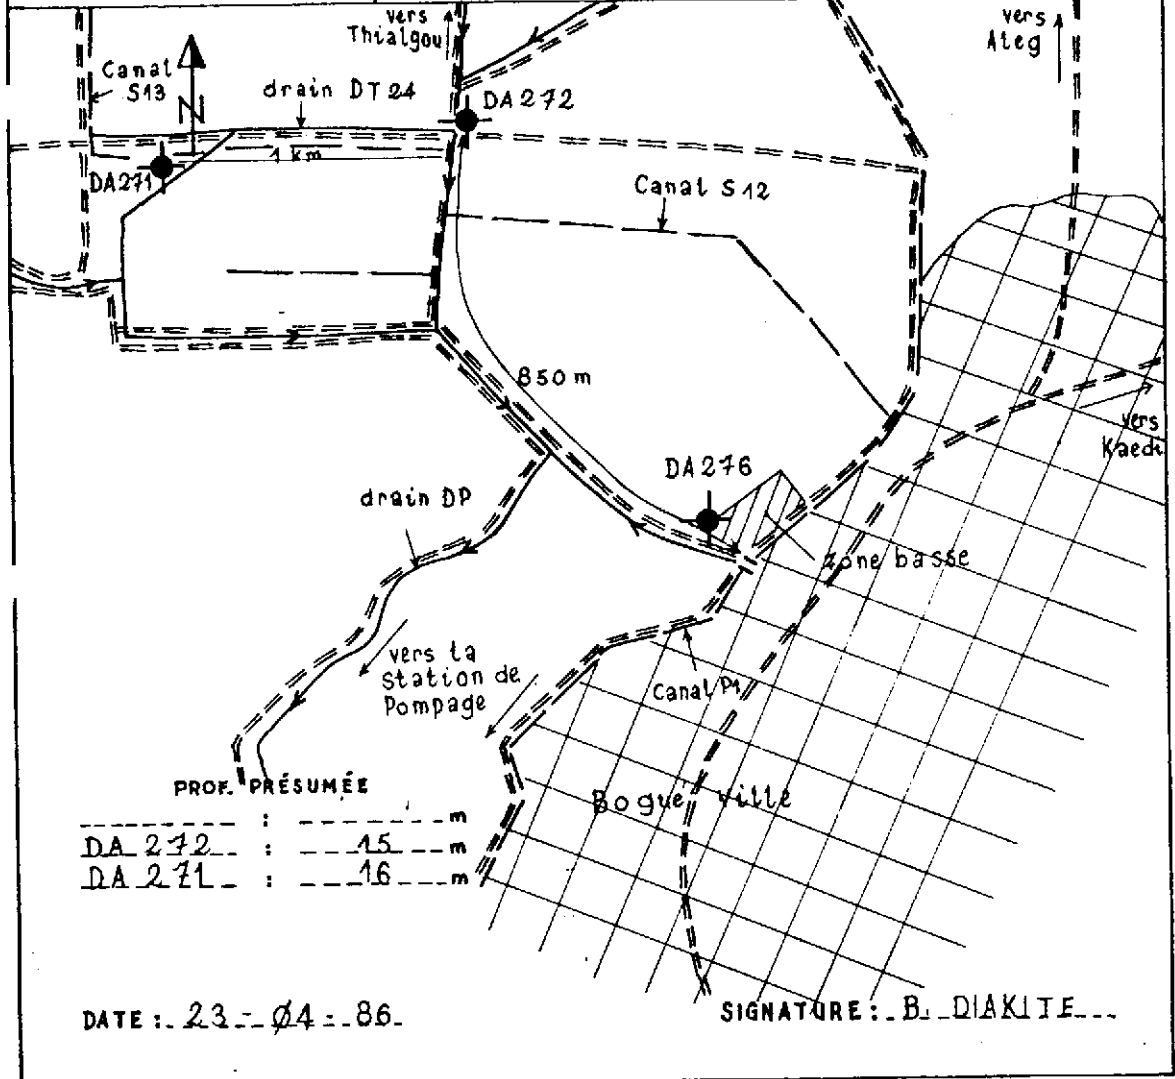 vers
Thialgou
vers
Aleg
Canal
S13
N
drain DT 24
DA 272
1 km
DA 271
Canal S 12
850 m
vers
Kaedi
DA 276
drain DP
zone basse
vers la
Station de
Pompage
Canal P1
PROF. PRÉSUMÉE
Bogue Ville
: m
DA 272 : 15 m
DA 271 : 16 m
DATE : 23 - Ø4 - 86
SIGNATURE : B. DIAKITE